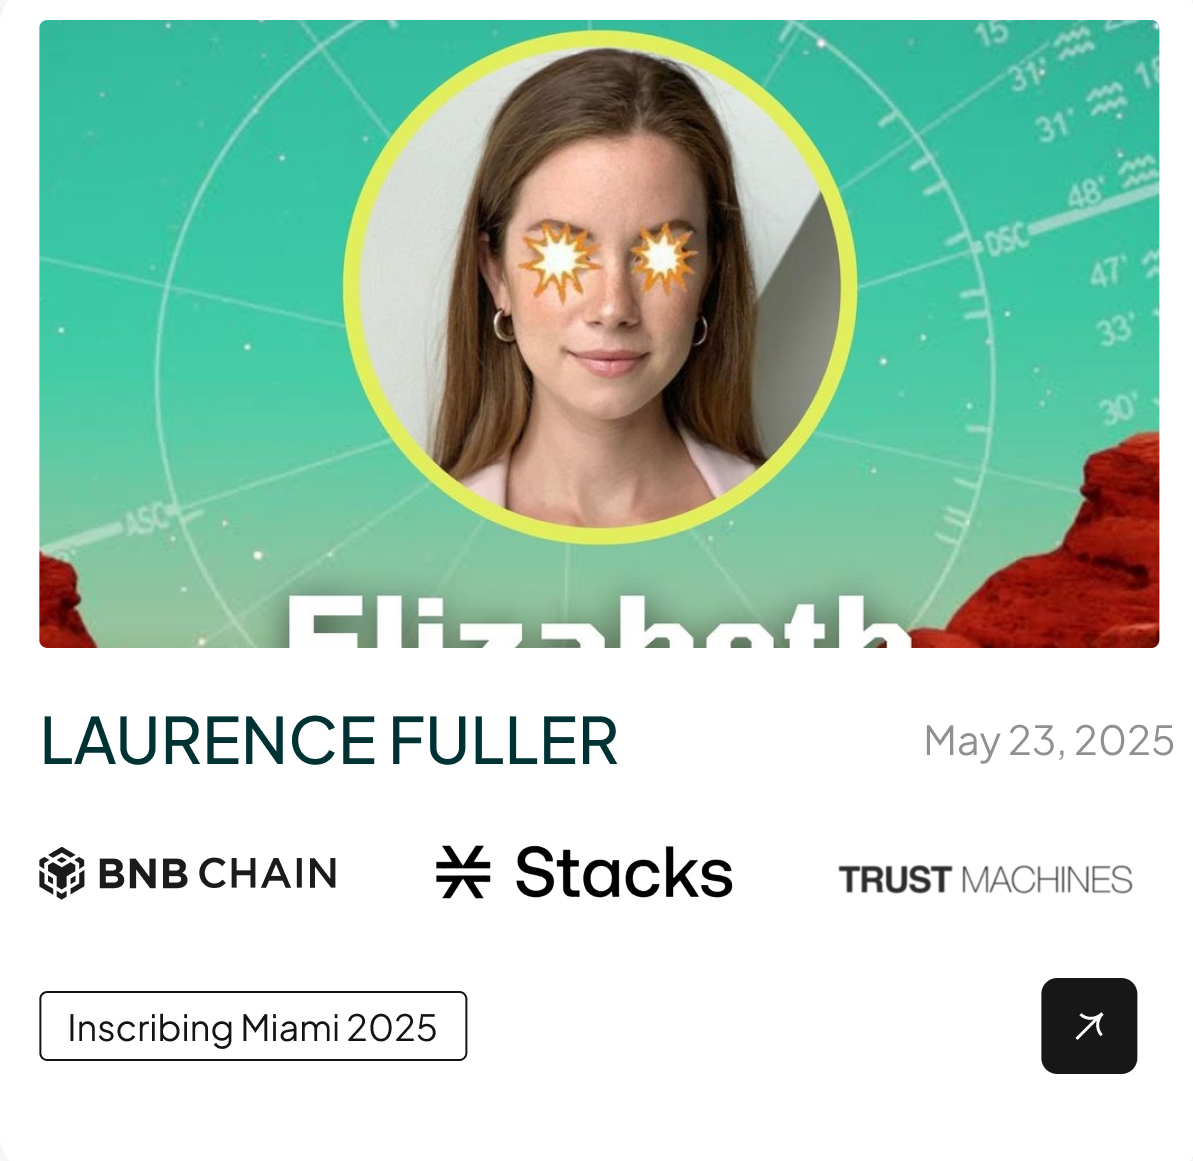 15
31'
18
31'
48'
DSC
47'
33'
30'
ASC
Elizabeth
LAURENCE FULLER
May 23, 2025
BNB CHAIN
Stacks
TRUST MACHINES
Inscribing Miami 2025